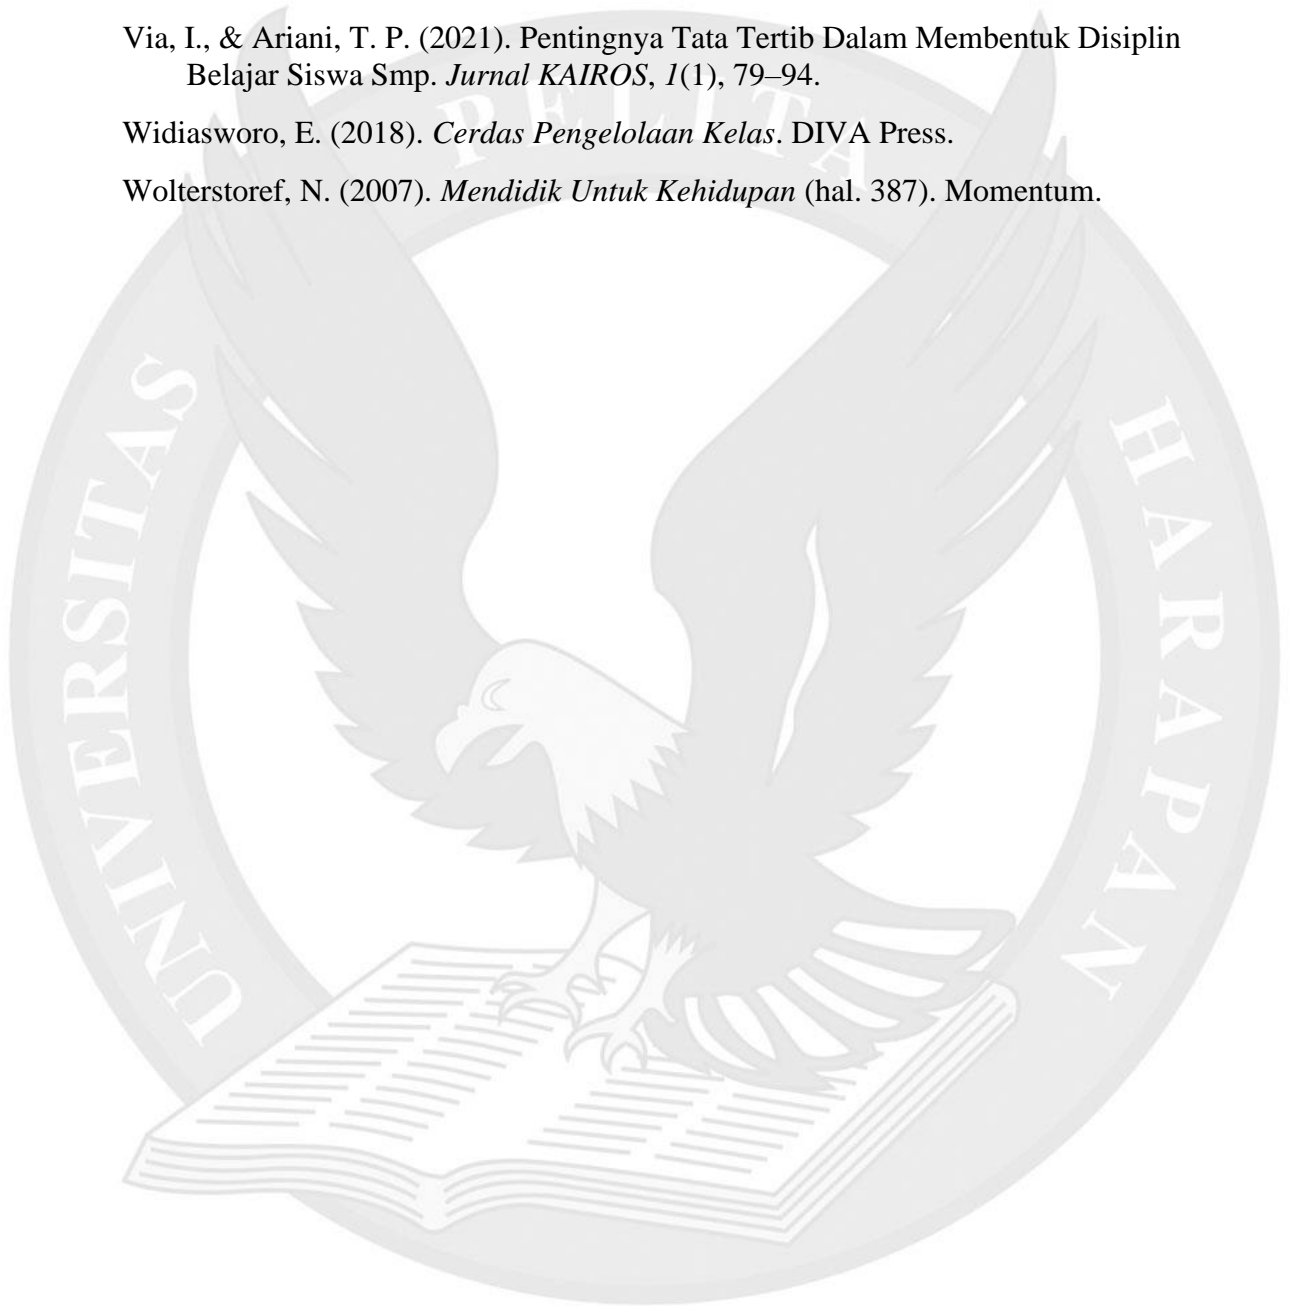 Via, I., & Ariani, T. P. (2021). Pentingnya Tata Tertib Dalam Membentuk Disiplin
Belajar Siswa Smp. Jurnal KAIROS, 1(1), 79–94.
Widiasworo, E. (2018). Cerdas Pengelolaan Kelas. DIVA Press.
Wolterstoref, N. (2007). Mendidik Untuk Kehidupan (hal. 387). Momentum.
UNIVERSITAS PELITA HARAPAN